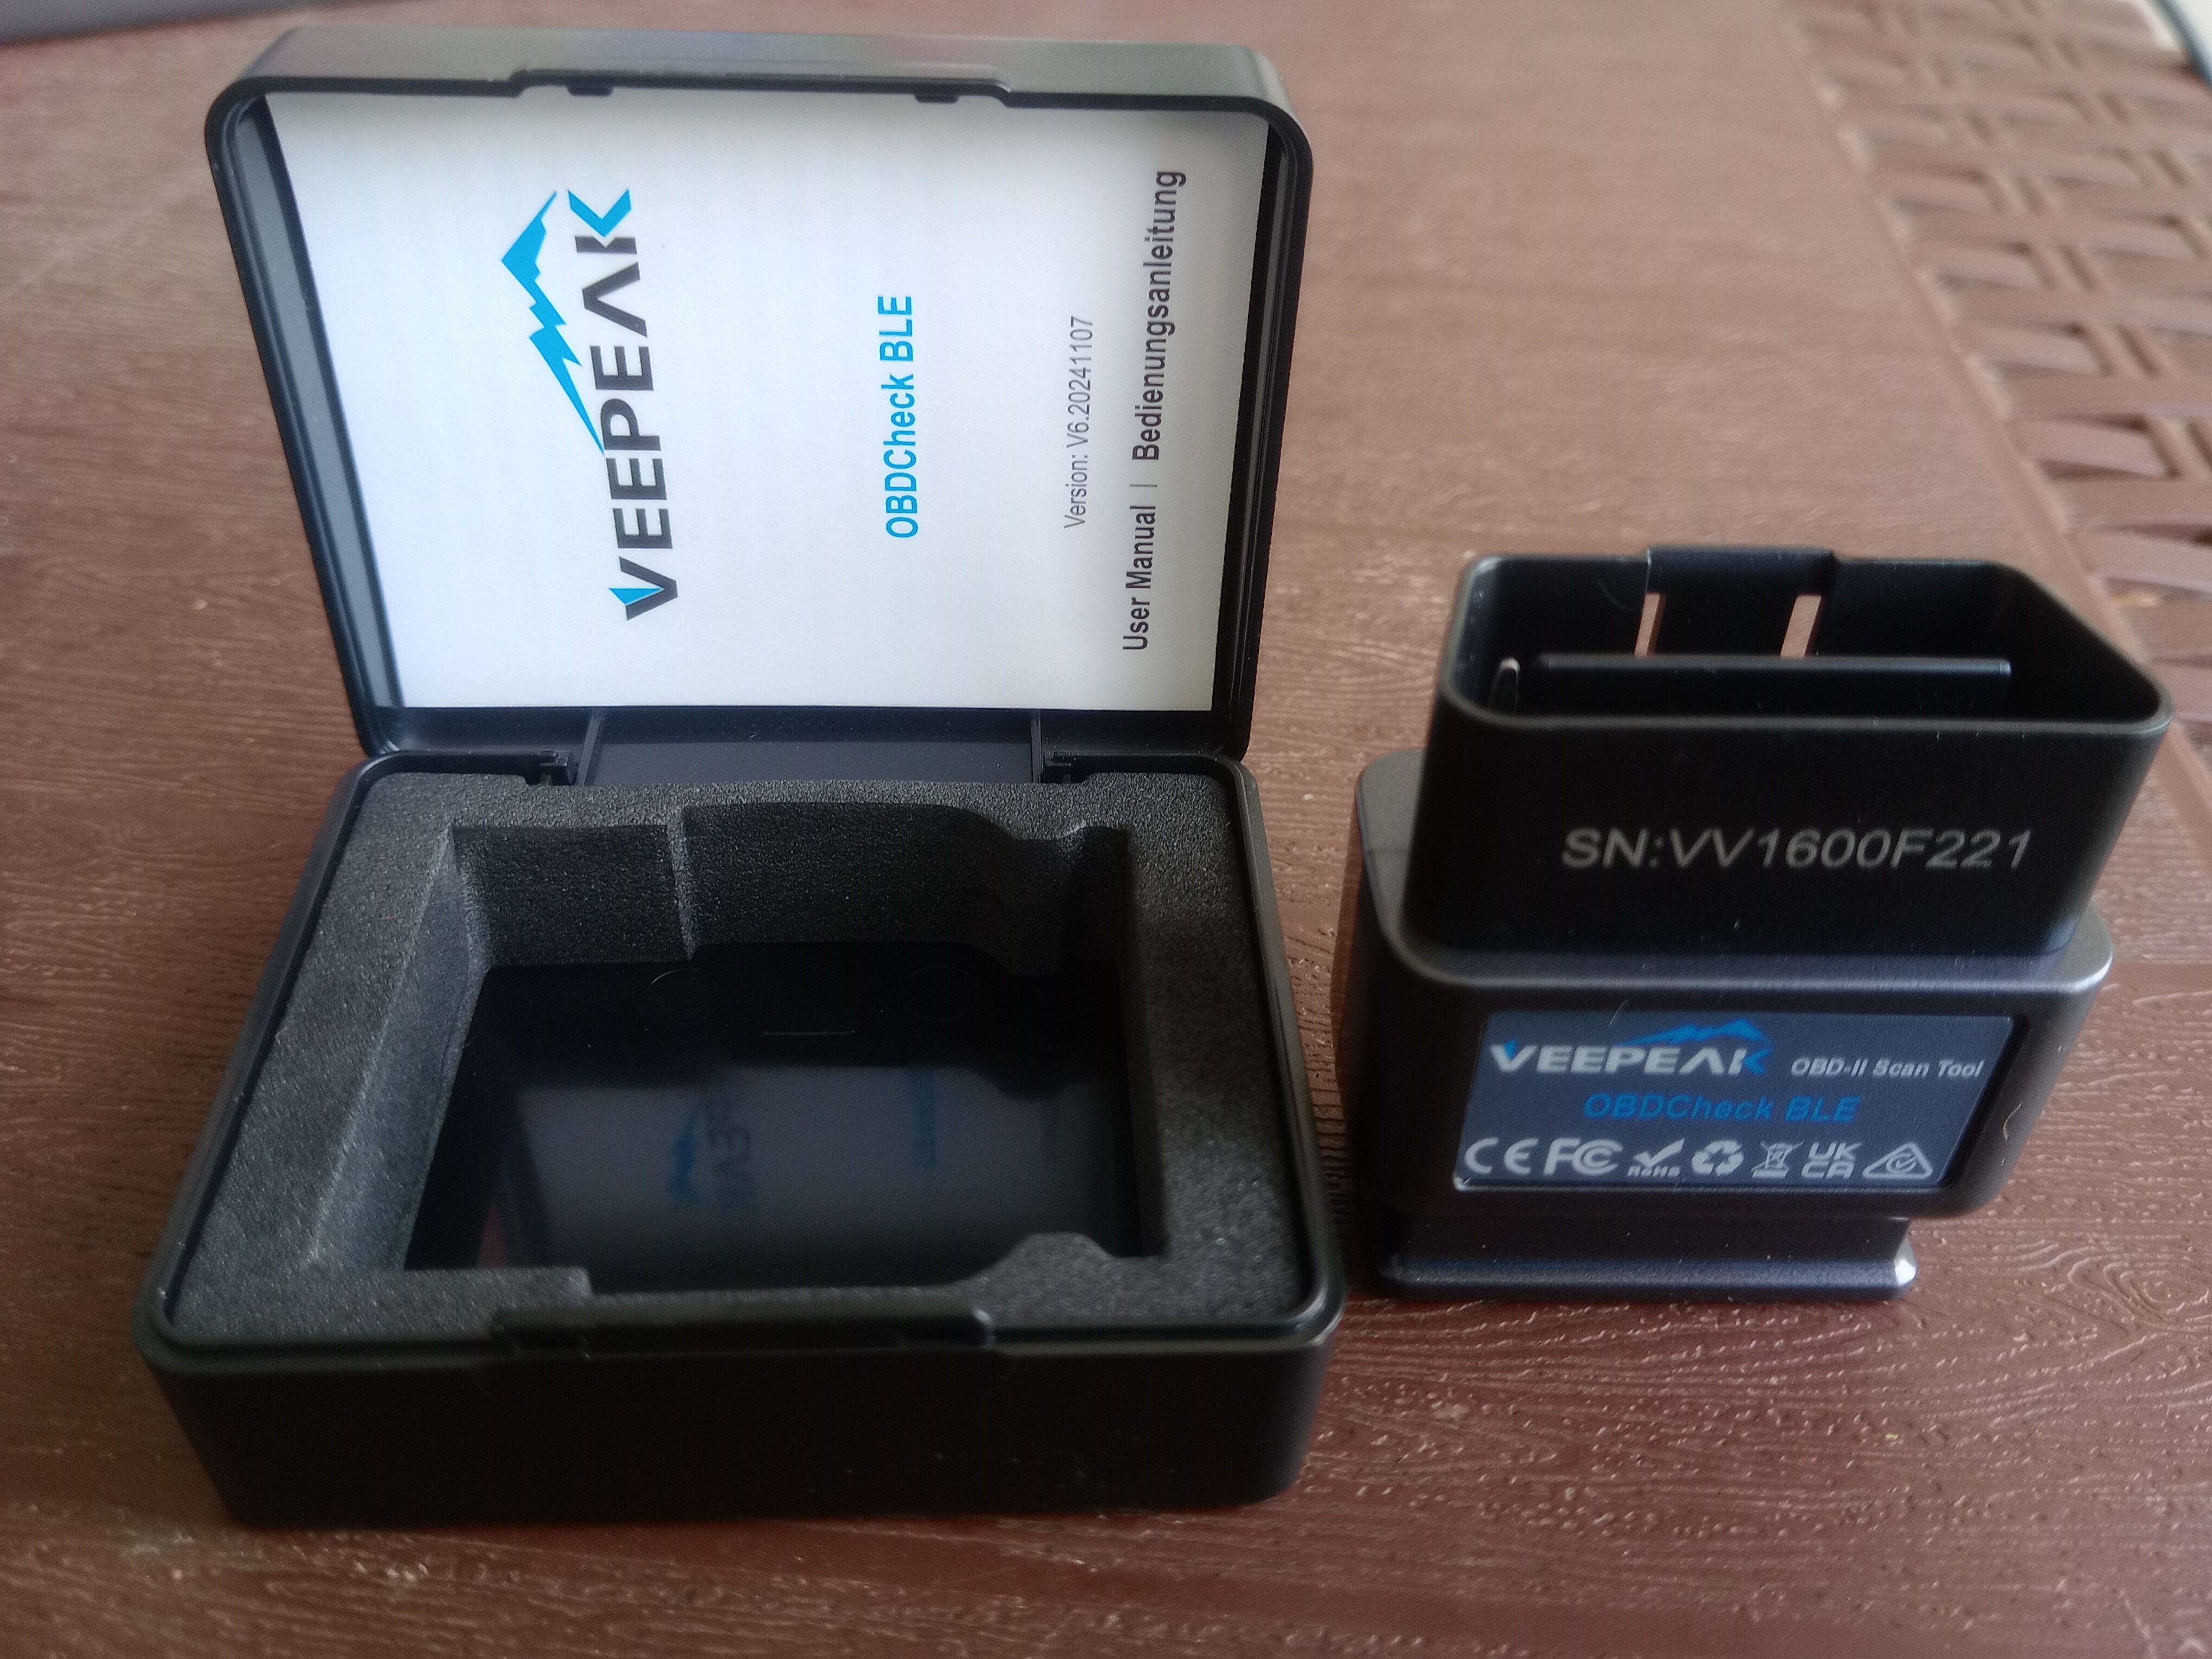 VEEPEAK
OBDCheck BLE
Version: V6.20241107
User Manual | Bedienungsanleitung
SN:VV1600F221
VEEPEAK OBD-II Scan Tool
OBDCheck BLE
CE FC RoHS UK CA